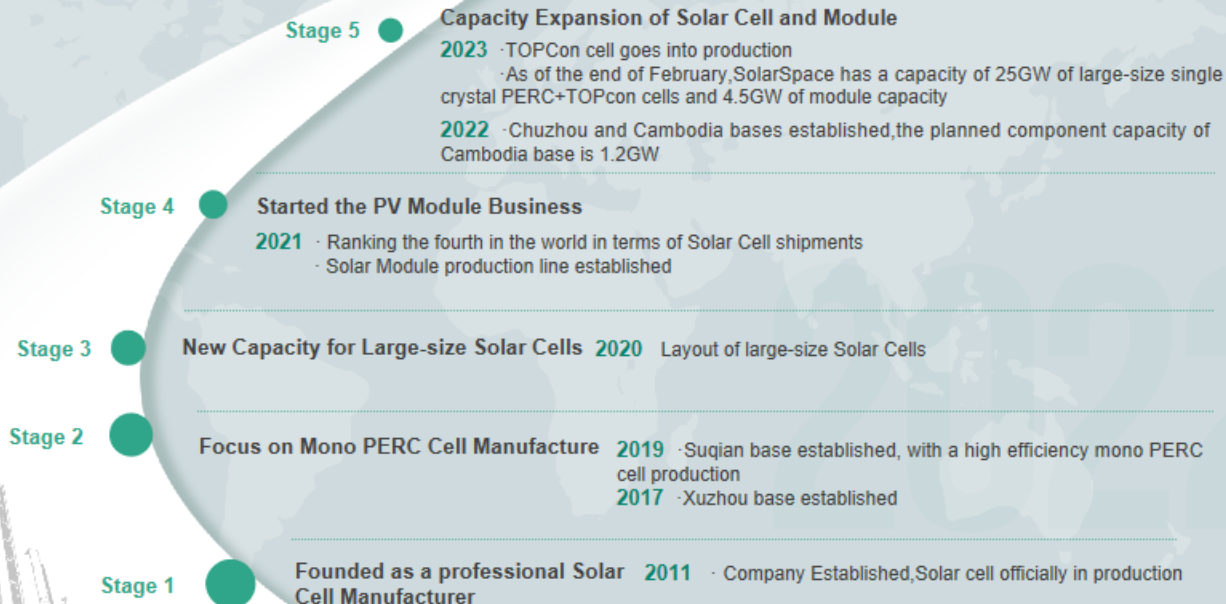 Stage 5
Capacity Expansion of Solar Cell and Module
2023 ·TOPCon cell goes into production
·As of the end of February,SolarSpace has a capacity of 25GW of large-size single
crystal PERC+TOPcon cells and 4.5GW of module capacity
2022 ·Chuzhou and Cambodia bases established,the planned component capacity of
Cambodia base is 1.2GW
Stage 4
Started the PV Module Business
2021 · Ranking the fourth in the world in terms of Solar Cell shipments
· Solar Module production line established
Stage 3
New Capacity for Large-size Solar Cells 2020 Layout of large-size Solar Cells
Stage 2
Focus on Mono PERC Cell Manufacture 2019 ·Suqian base established, with a high efficiency mono PERC
cell production
2017 ·Xuzhou base established
Stage 1
Founded as a professional Solar 2011 · Company Established,Solar cell officially in production
Cell Manufacturer